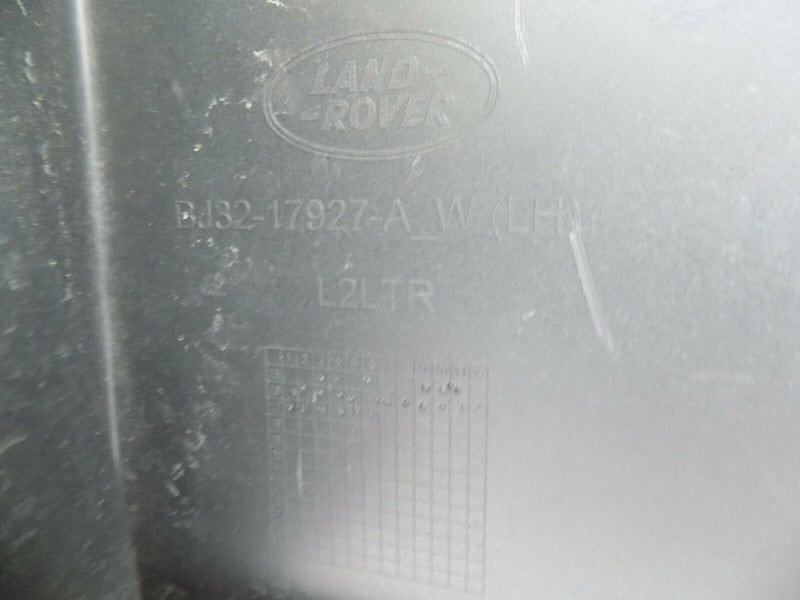 LAND
ROVER
BJ32-17927-A_W (LH)
L2LTR